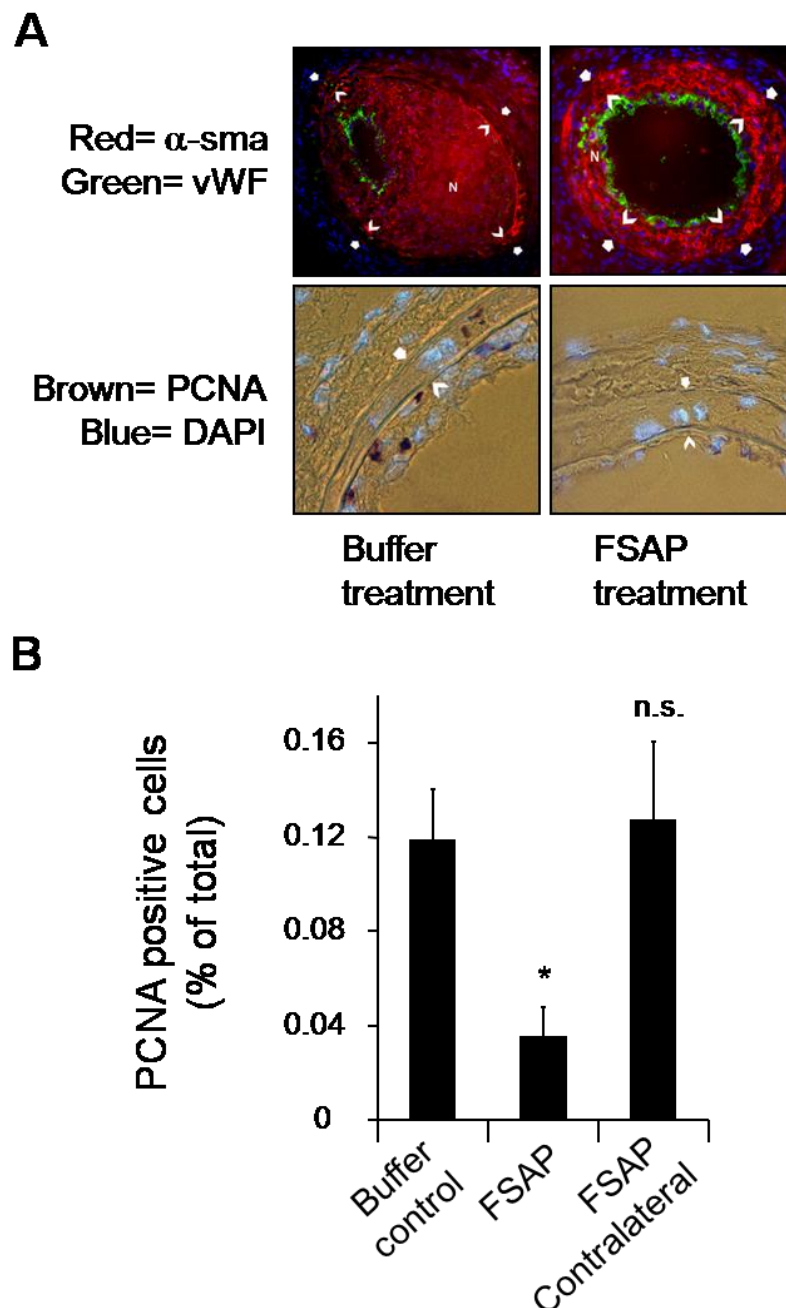 A
Red= α-sma
Green= vWF
N
N
Brown= PCNA
Blue= DAPI
Buffer
treatment
FSAP
treatment
B
PCNA positive cells
(% of total)
0.16
0.12
0.08
0.04
0
*
n.s.
Buffer
control
FSAP
FSAP
Contralateral